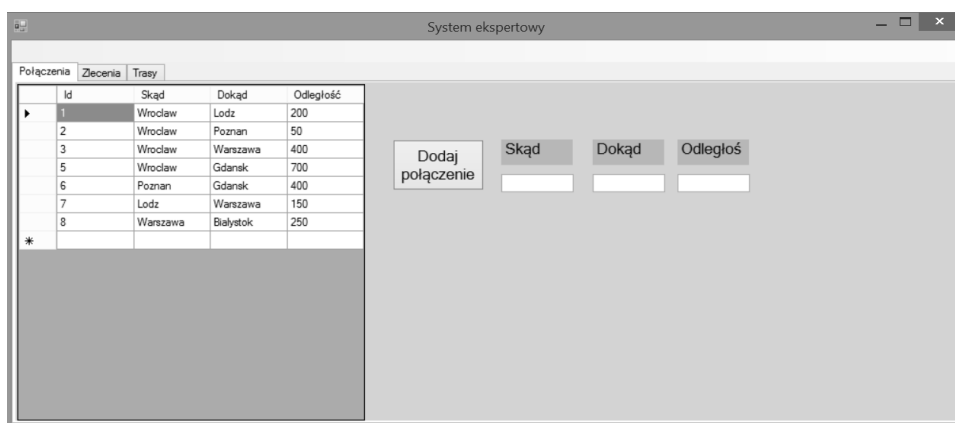 System ekspertowy
Połączenia Zlecenia Trasy
Id Skąd Dokąd Odległość
1 Wroclaw Lodz 200
2 Wroclaw Poznan 50
3 Wroclaw Warszawa 400
5 Wroclaw Gdansk 700
6 Poznan Gdansk 400
7 Lodz Warszawa 150
8 Warszawa Bialystok 250
Dodaj
połączenie
Skąd Dokąd Odległoś